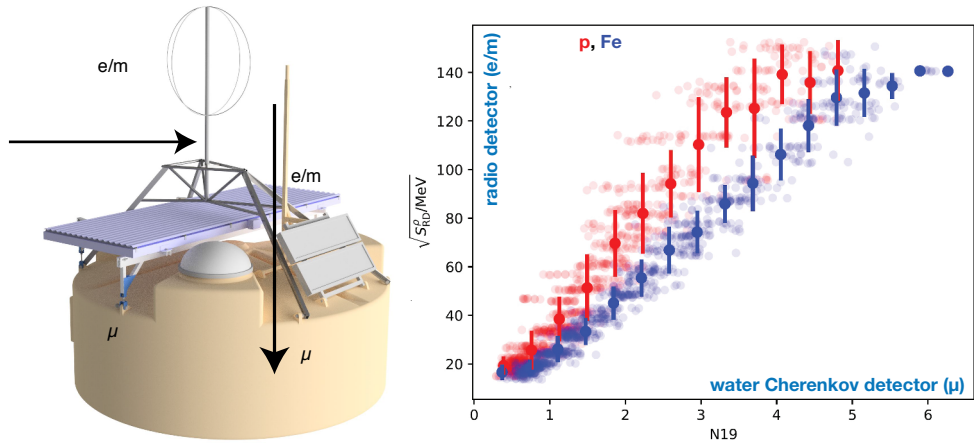 e/m
e/m
μ
μ
radio detector (e/m)
√S^ρ_RD/MeV
p, Fe
140
120
100
80
60
40
20
water Cherenkov detector (μ)
0 1 2 3 4 5 6
N19